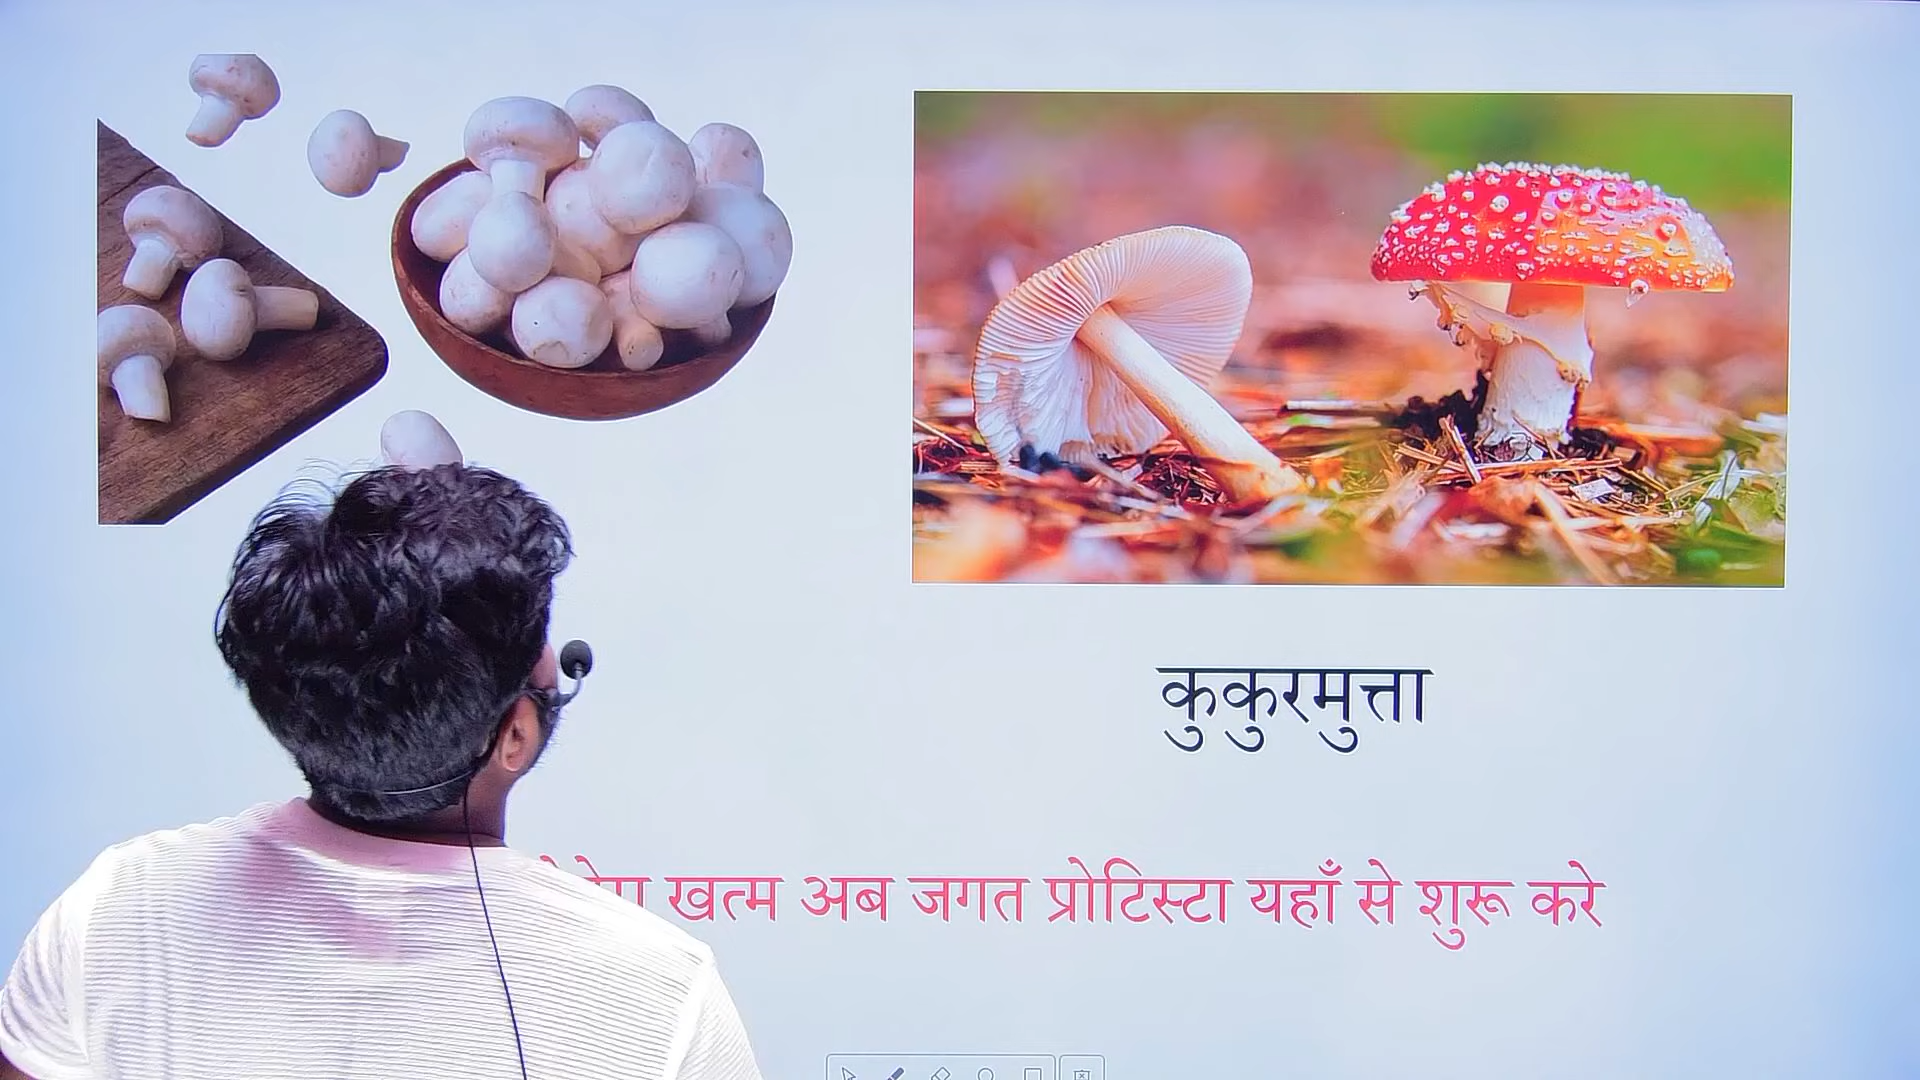 कुकुरमुत्ता
खत्म अब जगत प्रोटिस्टा यहाँ से शुरू करे